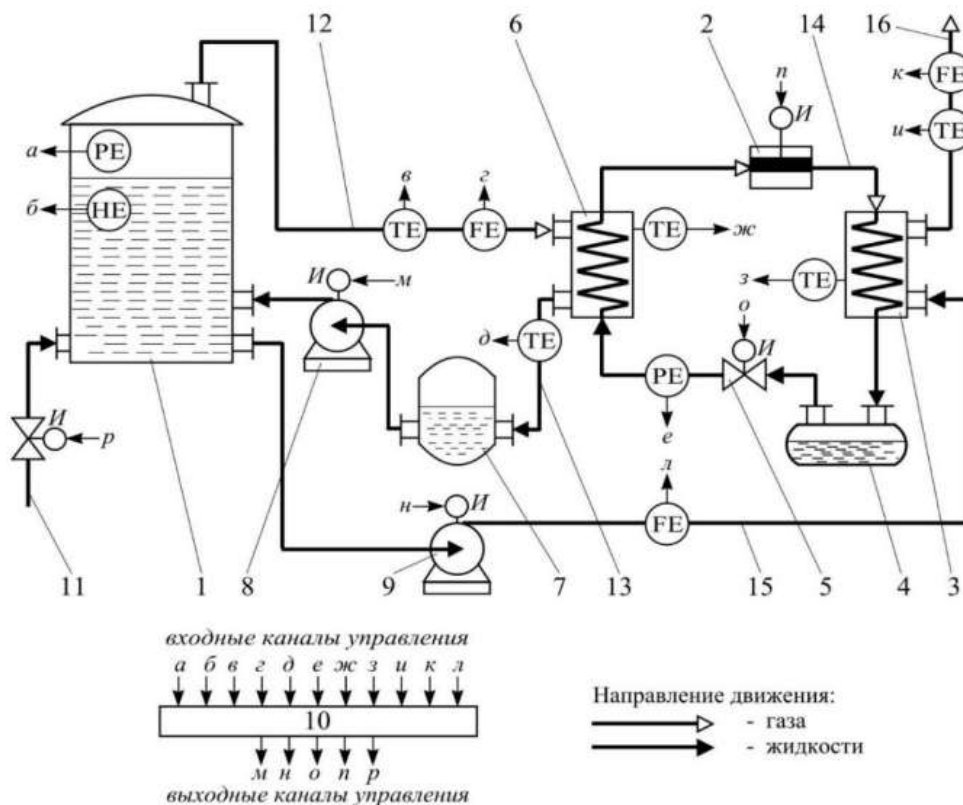 12 6 2 14 16
п
к FE
И
и TE
а PE
в г
б НЕ
TE FE TE ж
И м
з TE
о
д TE
И
PE
И
р
е
л
н И
FE
11 1 8 9 7 13 15 5 4 3
входные каналы управления
а б в г д е ж з и к л
10
м н о п р
выходные каналы управления
Направление движения:
- газа
- жидкости